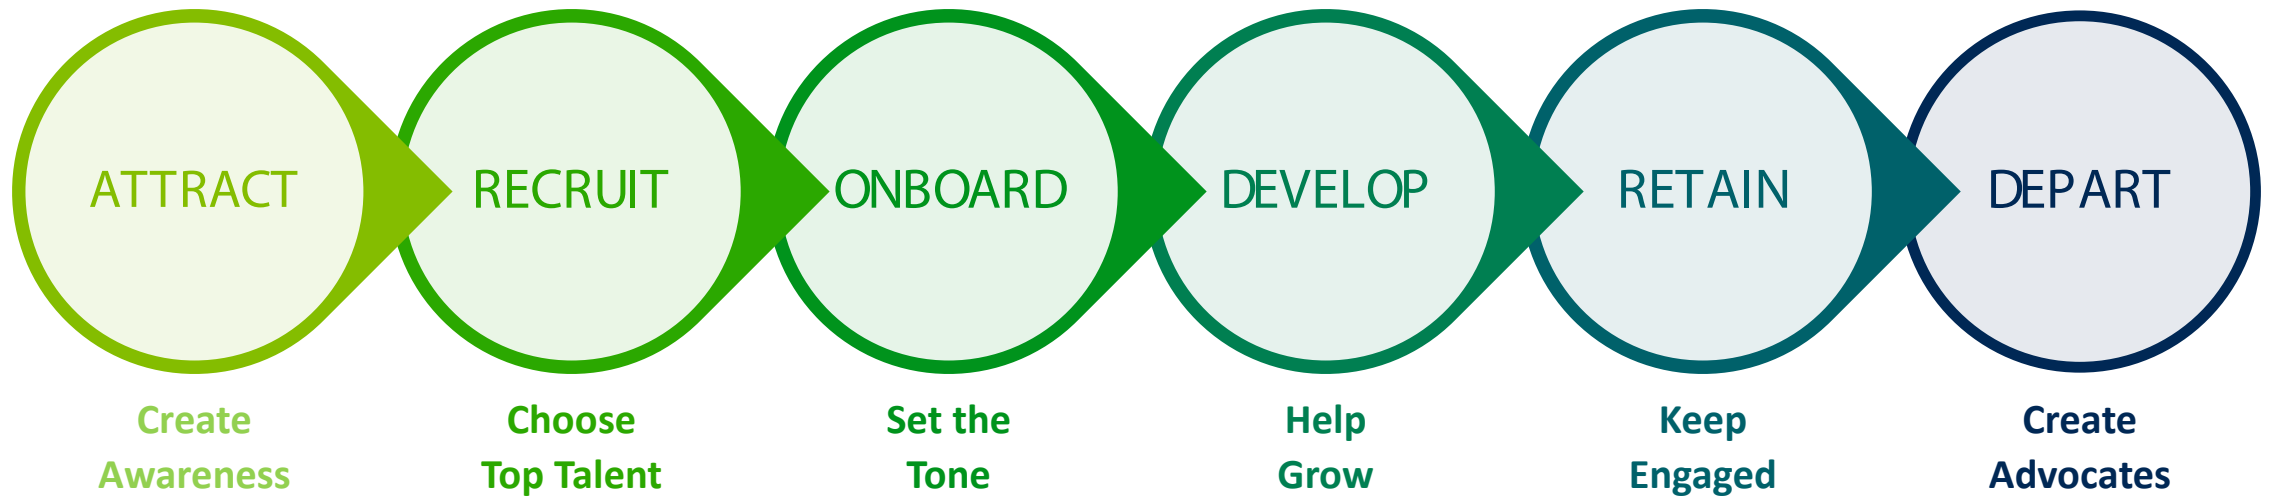 ATTRACT
RECRUIT
ONBOARD
DEVELOP
RETAIN
DEPART
Create
Awareness
Choose
Top Talent
Set the
Tone
Help
Grow
Keep
Engaged
Create
Advocates